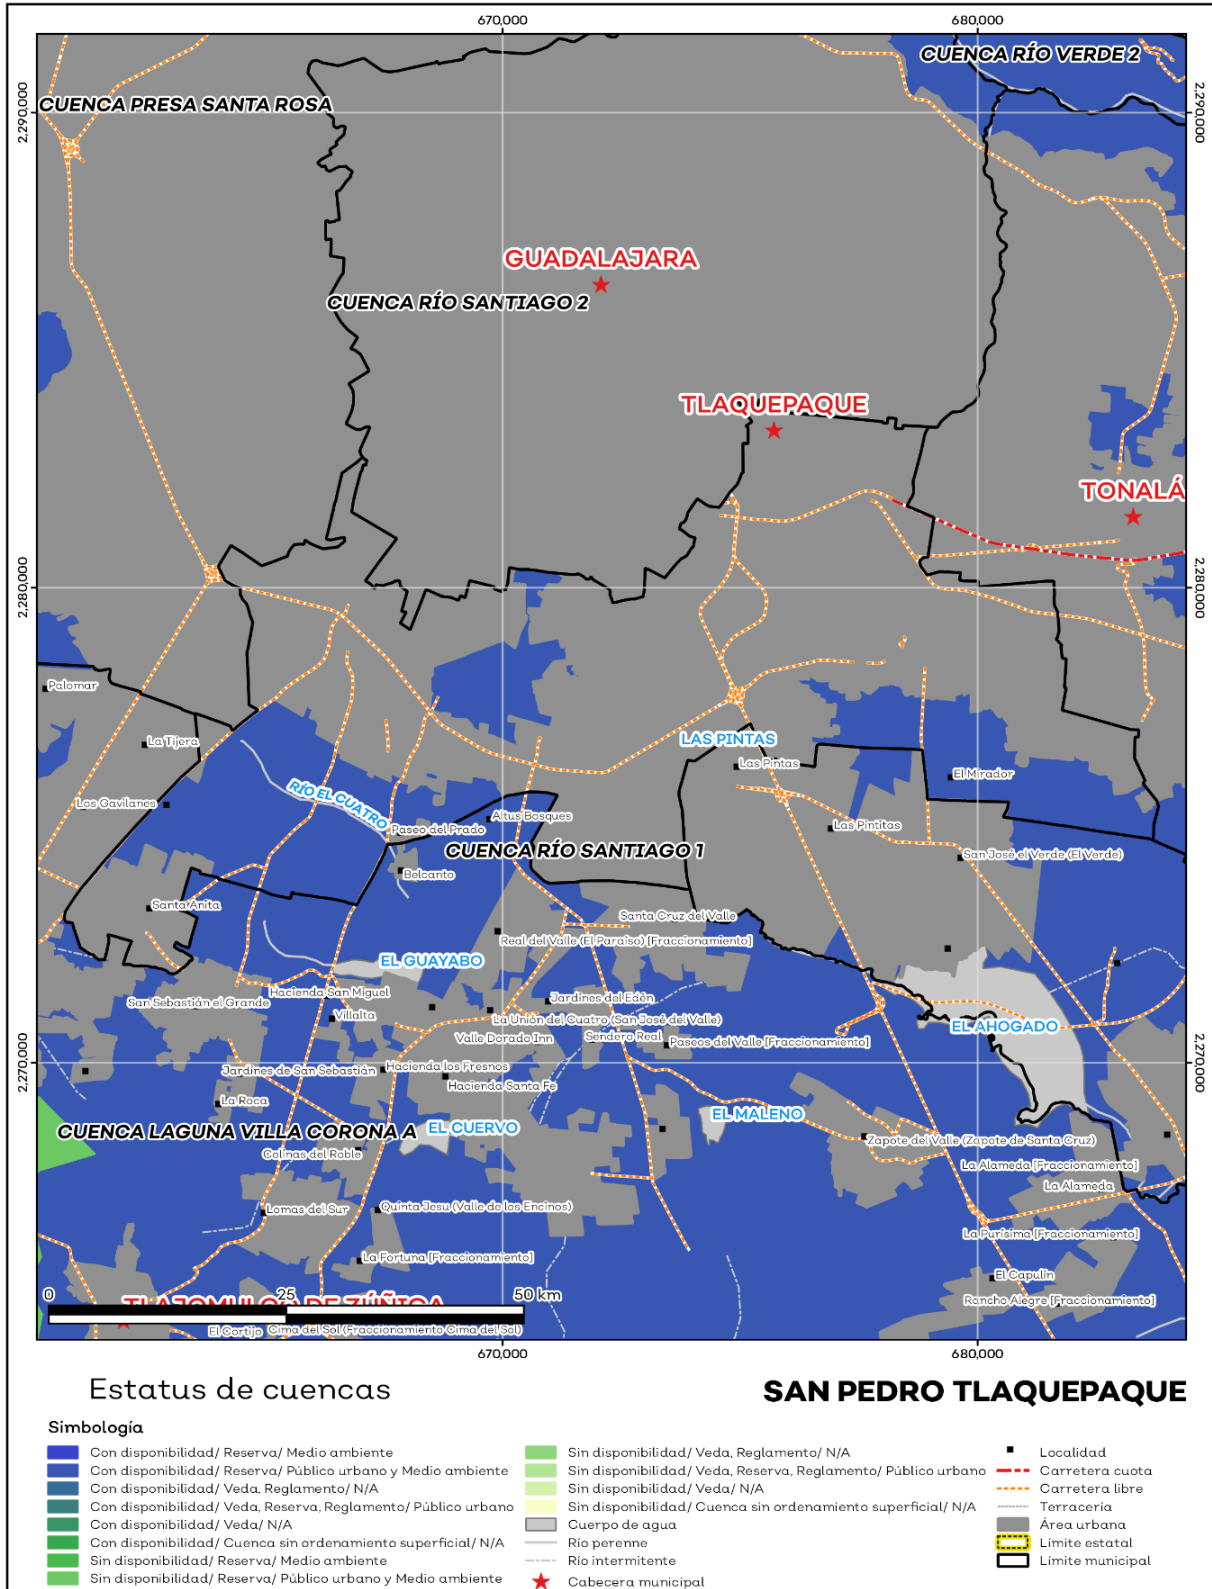 670,000
680,000
CUENCA RÍO VERDE 2
CUENCA PRESA SANTA ROSA
2,290,000
2,290,000
GUADALAJARA
CUENCA RÍO SANTIAGO 2
TLAQUEPAQUE
TONALÁ
2,280,000
2,280,000
Palomar
LAS PINTAS
La Tijera
Las Pintas
El Mirador
RÍO EL CUATRO
Los Gavilanes
Altus Bosques
Paseo del Prado
Las Pintitas
CUENCA RÍO SANTIAGO 1
San José el Verde (El Verde)
Belcanto
Santa Anita
Santa Cruz del Valle
Real del Valle (El Paraíso) [Fraccionamiento]
EL GUAYABO
Hacienda San Miguel
San Sebastián el Grande
Jardines del Edén
Villalta
La Unión del Cuatro (San José del Valle)
EL AHOGADO
Valle Dorado Inn
Sendero Real
Paseos del Valle [Fraccionamiento]
2,270,000
2,270,000
Jardines de San Sebastián
Hacienda los Fresnos
Hacienda Santa Fe
La Roca
EL MALENO
CUENCA LAGUNA VILLA CORONA A
EL CUERVO
Zapote del Valle (Zapote de Santa Cruz)
Colinas del Roble
La Alameda [Fraccionamiento]
La Alameda
Lomas del Sur
Quinta Jesu (Valle de los Encinos)
La Purísima [Fraccionamiento]
La Fortuna [Fraccionamiento]
El Capulín
0
25
50 km
Rancho Alegre [Fraccionamiento]
TLAJOMULCO DE ZÚÑIGA
El Cortijo
Cima del Sol (Fraccionamiento Cima del Sol)
670,000
680,000
Estatus de cuencas
SAN PEDRO TLAQUEPAQUE
Simbología
Con disponibilidad/ Reserva/ Medio ambiente
Con disponibilidad/ Reserva/ Público urbano y Medio ambiente
Con disponibilidad/ Veda, Reglamento/ N/A
Con disponibilidad/ Veda, Reserva, Reglamento/ Público urbano
Con disponibilidad/ Veda/ N/A
Con disponibilidad/ Cuenca sin ordenamiento superficial/ N/A
Sin disponibilidad/ Reserva/ Medio ambiente
Sin disponibilidad/ Reserva/ Público urbano y Medio ambiente
Sin disponibilidad/ Veda, Reglamento/ N/A
Sin disponibilidad/ Veda, Reserva, Reglamento/ Público urbano
Sin disponibilidad/ Veda/ N/A
Sin disponibilidad/ Cuenca sin ordenamiento superficial/ N/A
Cuerpo de agua
Río perenne
Río intermitente
Cabecera municipal
Localidad
Carretera cuota
Carretera libre
Terracería
Área urbana
Límite estatal
Límite municipal